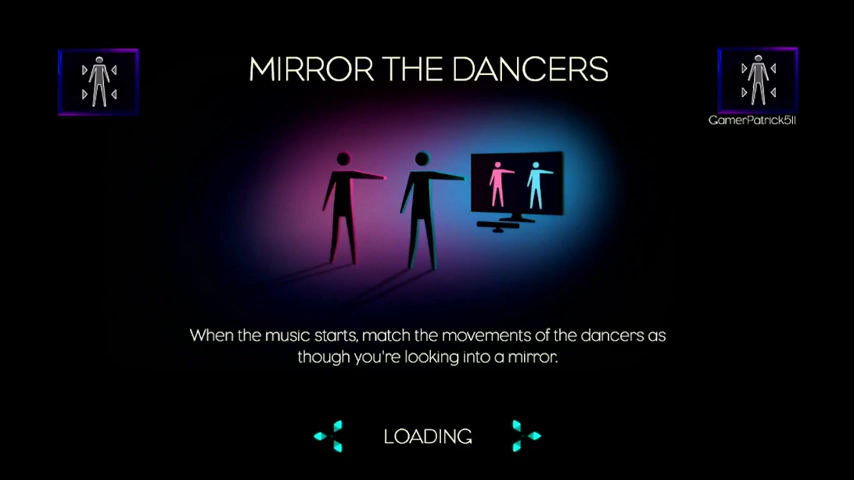 MIRROR THE DANCERS
GamerPatrick511
When the music starts, match the movements of the dancers as
though you're looking into a mirror.
LOADING